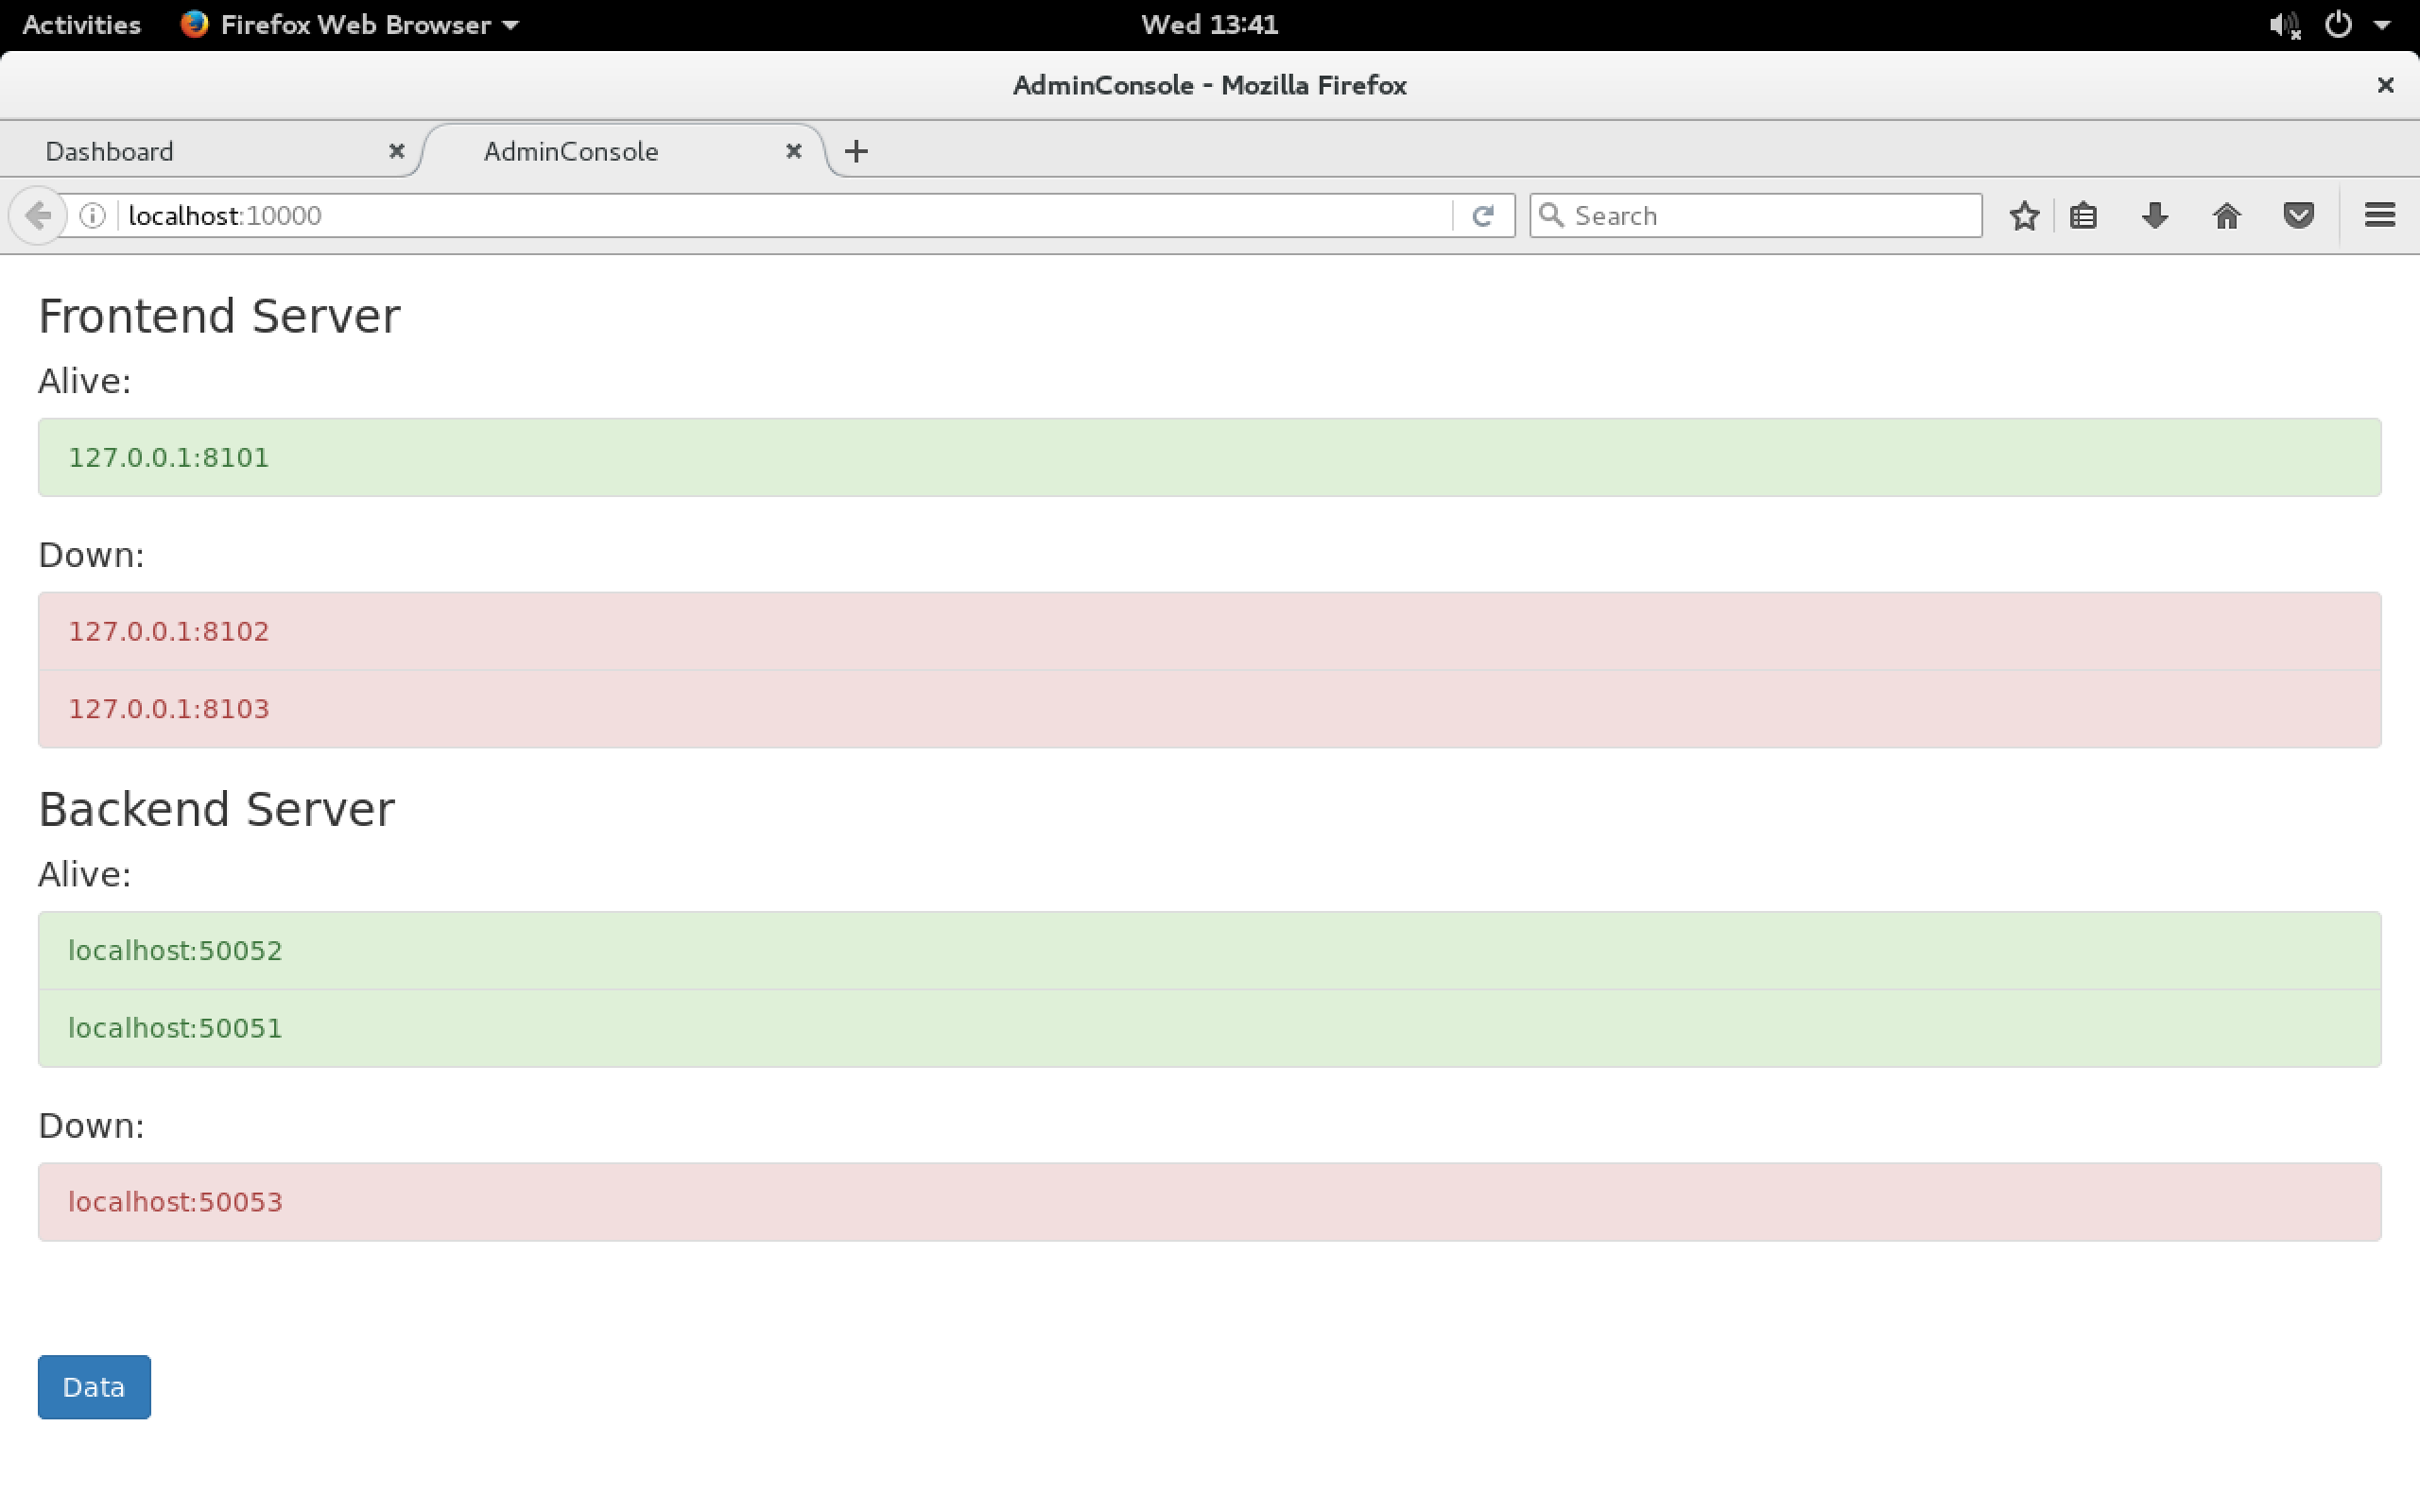 Activities Firefox Web Browser Wed 13:41
AdminConsole - Mozilla Firefox
Dashboard AdminConsole
localhost:10000 Search
Frontend Server
Alive:
127.0.0.1:8101
Down:
127.0.0.1:8102
127.0.0.1:8103
Backend Server
Alive:
localhost:50052
localhost:50051
Down:
localhost:50053
Data